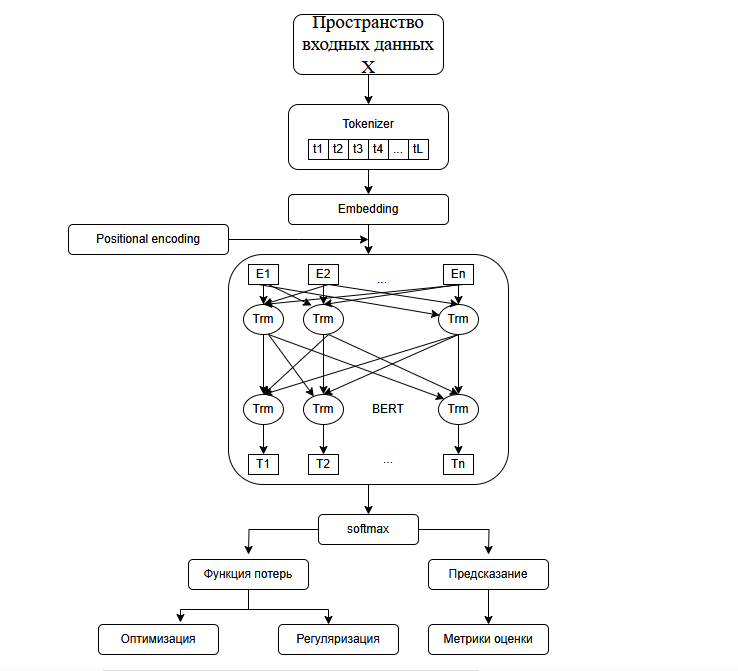 Пространство
входных данных
X
Tokenizer
t1 t2 t3 t4 ... tL
Embedding
Positional encoding
E1 E2 ... En
Trm Trm Trm
Trm Trm BERT Trm
T1 T2 ... Tn
softmax
Функция потерь Предсказание
Оптимизация Регуляризация Метрики оценки